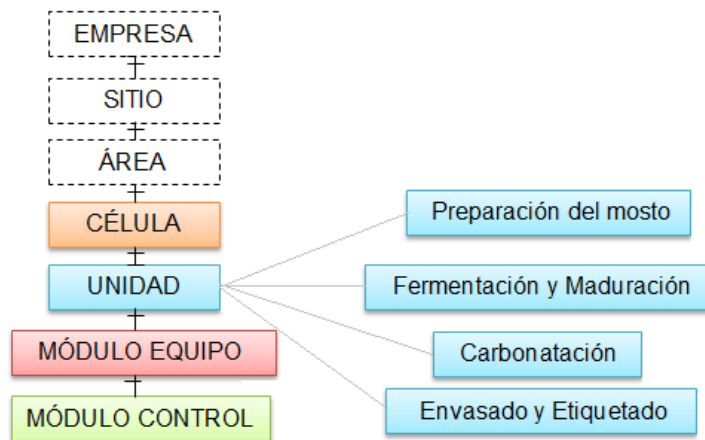 EMPRESA
SITIO
ÁREA
CÉLULA
UNIDAD
MÓDULO EQUIPO
MÓDULO CONTROL
Preparación del mosto
Fermentación y Maduración
Carbonatación
Envasado y Etiquetado